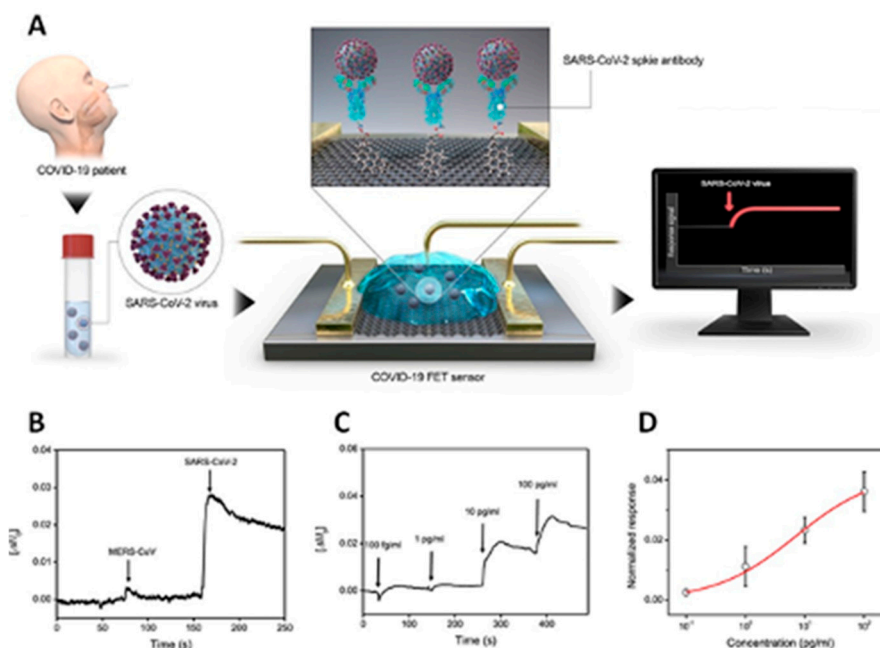 A
SARS-CoV-2 spkie antibody
COVID-19 patient
SARS-CoV-2 virus
SARS-CoV-2 virus
Response signal
Time (s)
COVID-19 FET sensor
B
0.04
0.03
0.02
0.01
0.00
SARS-CoV-2
MERS-CoV
0
50
100
150
200
250
Time (s)
C
0.06
0.04
0.02
0.00
100 fg/ml
1 pg/ml
10 pg/ml
100 pg/ml
0
100
200
300
400
Time (s)
D
Normalized response
0.04
0.02
0.00
Concentration (pg/ml)